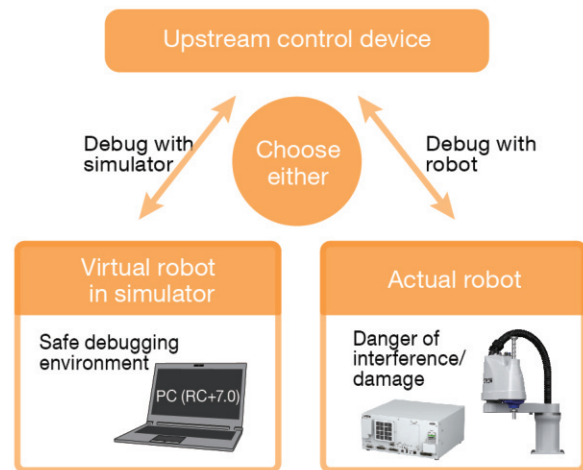 Upstream control device
Debug with
simulator
Choose
either
Debug with
robot
Virtual robot
in simulator
Actual robot
Safe debugging
environment
PC (RC+7.0)
Danger of
interference/
damage